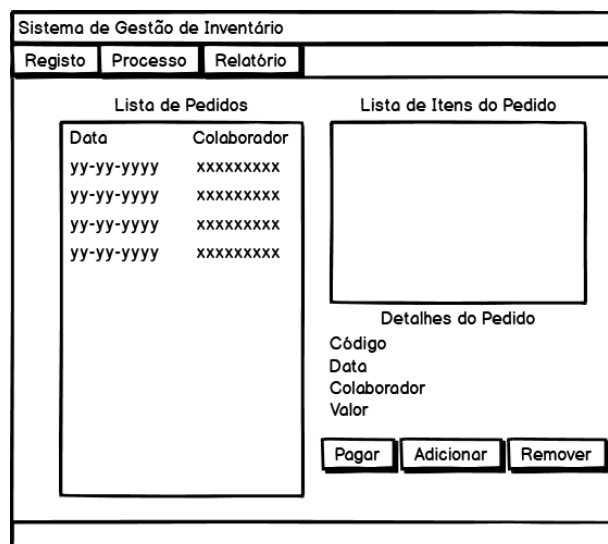 Sistema de Gestão de Inventário
Registo Processo Relatório
Lista de Pedidos
Data Colaborador
yy-yy-yyyy xxxxxxxxx
yy-yy-yyyy xxxxxxxxx
yy-yy-yyyy xxxxxxxxx
yy-yy-yyyy xxxxxxxxx
Lista de Itens do Pedido
Detalhes do Pedido
Código
Data
Colaborador
Valor
Pagar Adicionar Remover